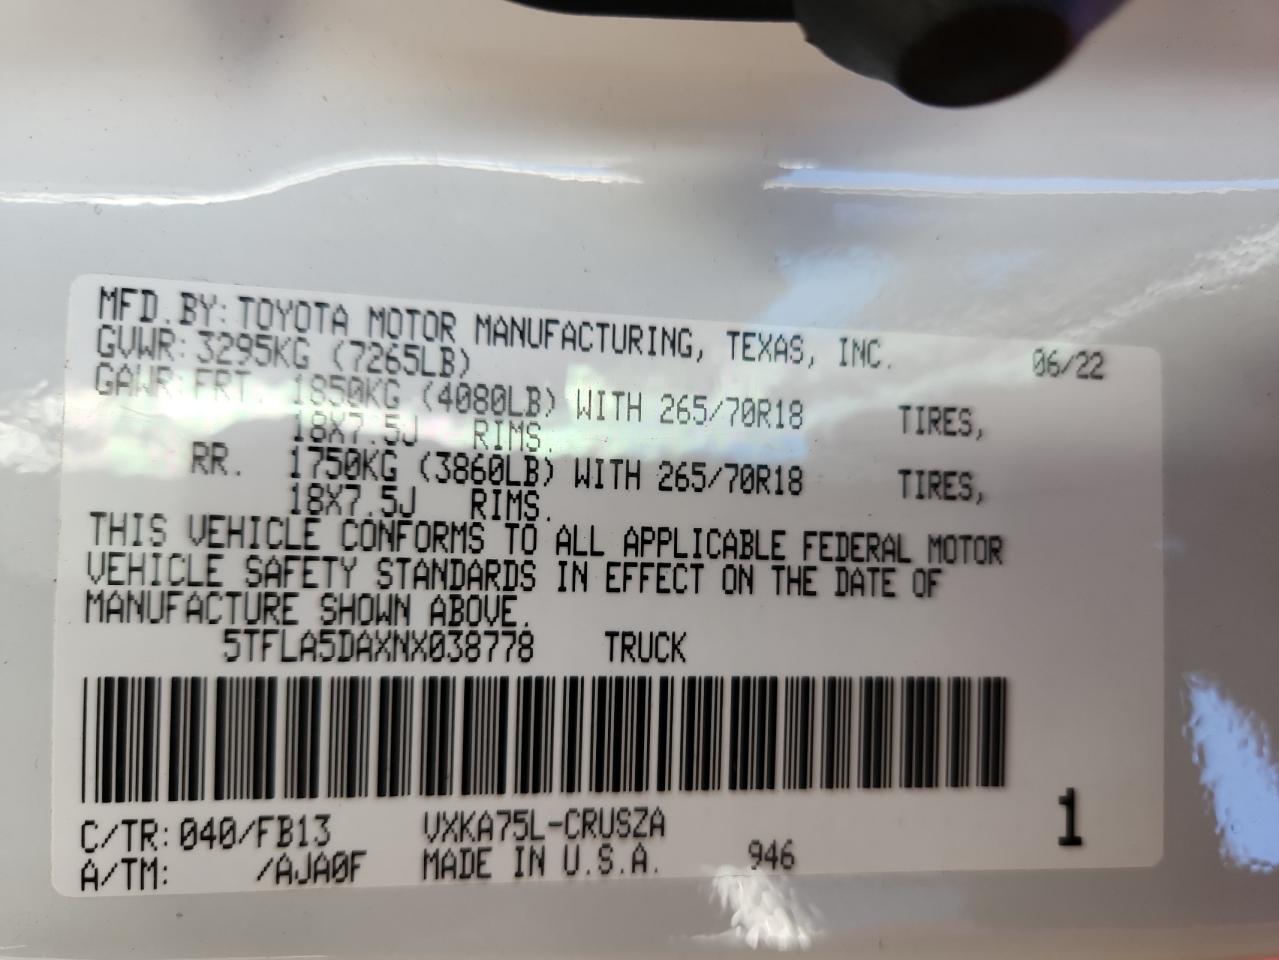 MFD. BY: TOYOTA MOTOR MANUFACTURING, TEXAS, INC. 06/22
GVWR: 3295KG (7265LB)
GAWR: FRT. 1850KG (4080LB) WITH 265/70R18 TIRES,
18X7.5J RIMS.
RR. 1750KG (3860LB) WITH 265/70R18 TIRES,
18X7.5J RIMS.
THIS VEHICLE CONFORMS TO ALL APPLICABLE FEDERAL MOTOR
VEHICLE SAFETY STANDARDS IN EFFECT ON THE DATE OF
MANUFACTURE SHOWN ABOVE.
5TFLA5DAXNX038778 TRUCK
C/TR: 040/FB13 VXKA75L-CRUSZA 1
A/TM: /AJA0F MADE IN U.S.A. 946